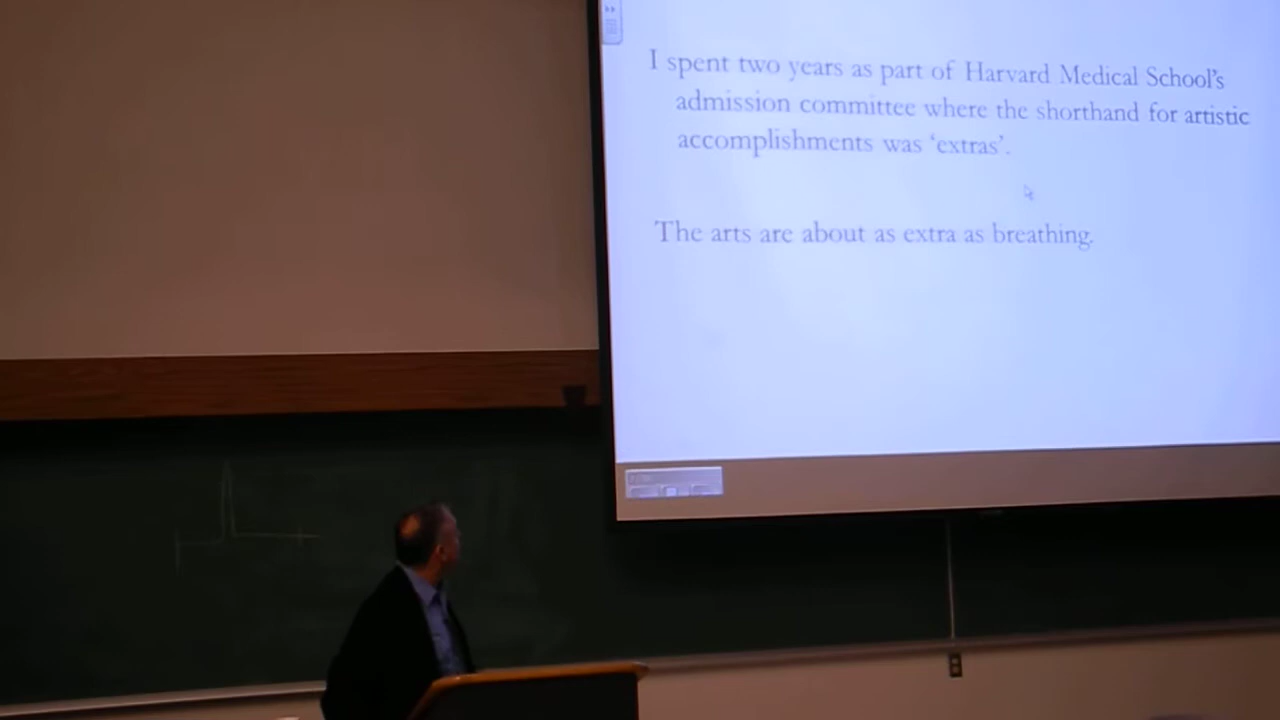 I spent two years as part of Harvard Medical School's
admission committee where the shorthand for artistic
accomplishments was ‘extras’.
The arts are about as extra as breathing.